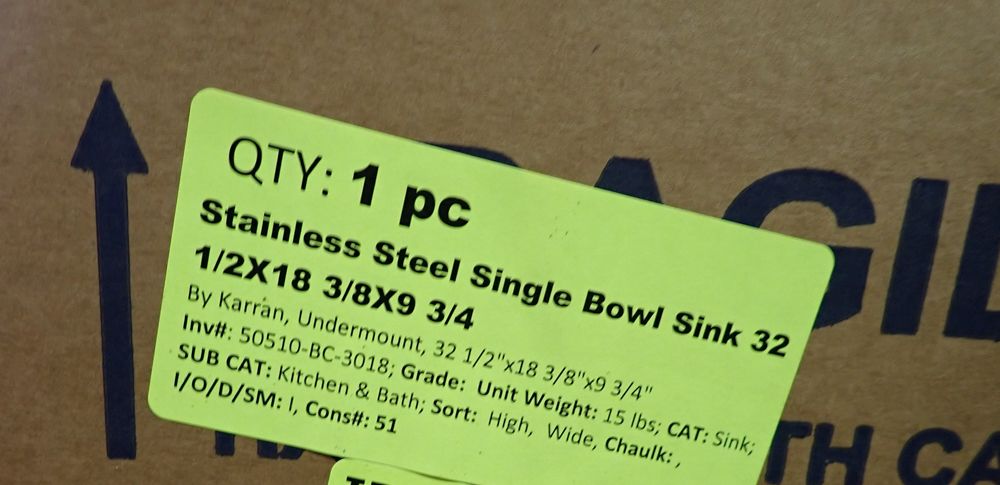 QTY: 1 pc
Stainless Steel Single Bowl Sink 32
1/2X18 3/8X9 3/4
By Karran, Undermount, 32 1/2"x18 3/8"x9 3/4"
Inv#: 50510-BC-3018; Grade: Unit Weight: 15 lbs; CAT: Sink;
SUB CAT: Kitchen & Bath; Sort: High, Wide, Chaulk: ,
I/O/D/SM: I, Cons#: 51